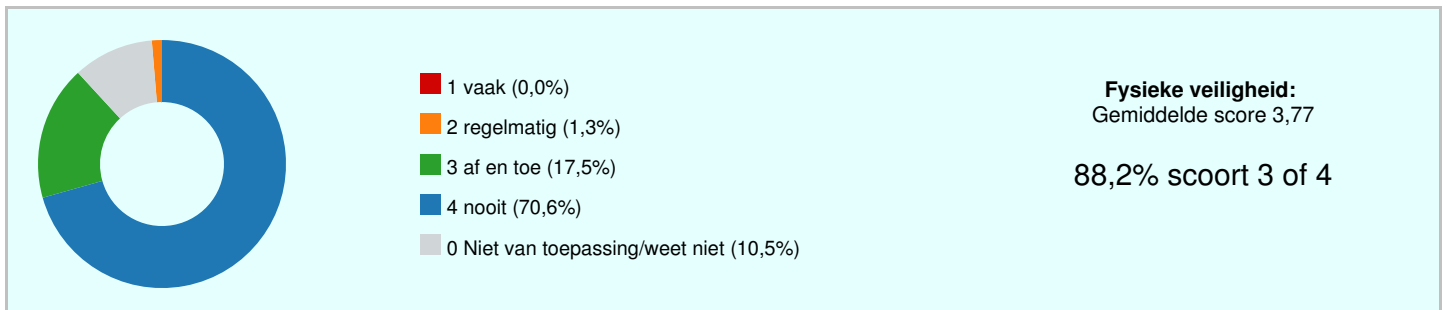 1 vaak (0,0%)
2 regelmatig (1,3%)
3 af en toe (17,5%)
4 nooit (70,6%)
0 Niet van toepassing/weet niet (10,5%)
Fysieke veiligheid:
Gemiddelde score 3,77
88,2% scoort 3 of 4